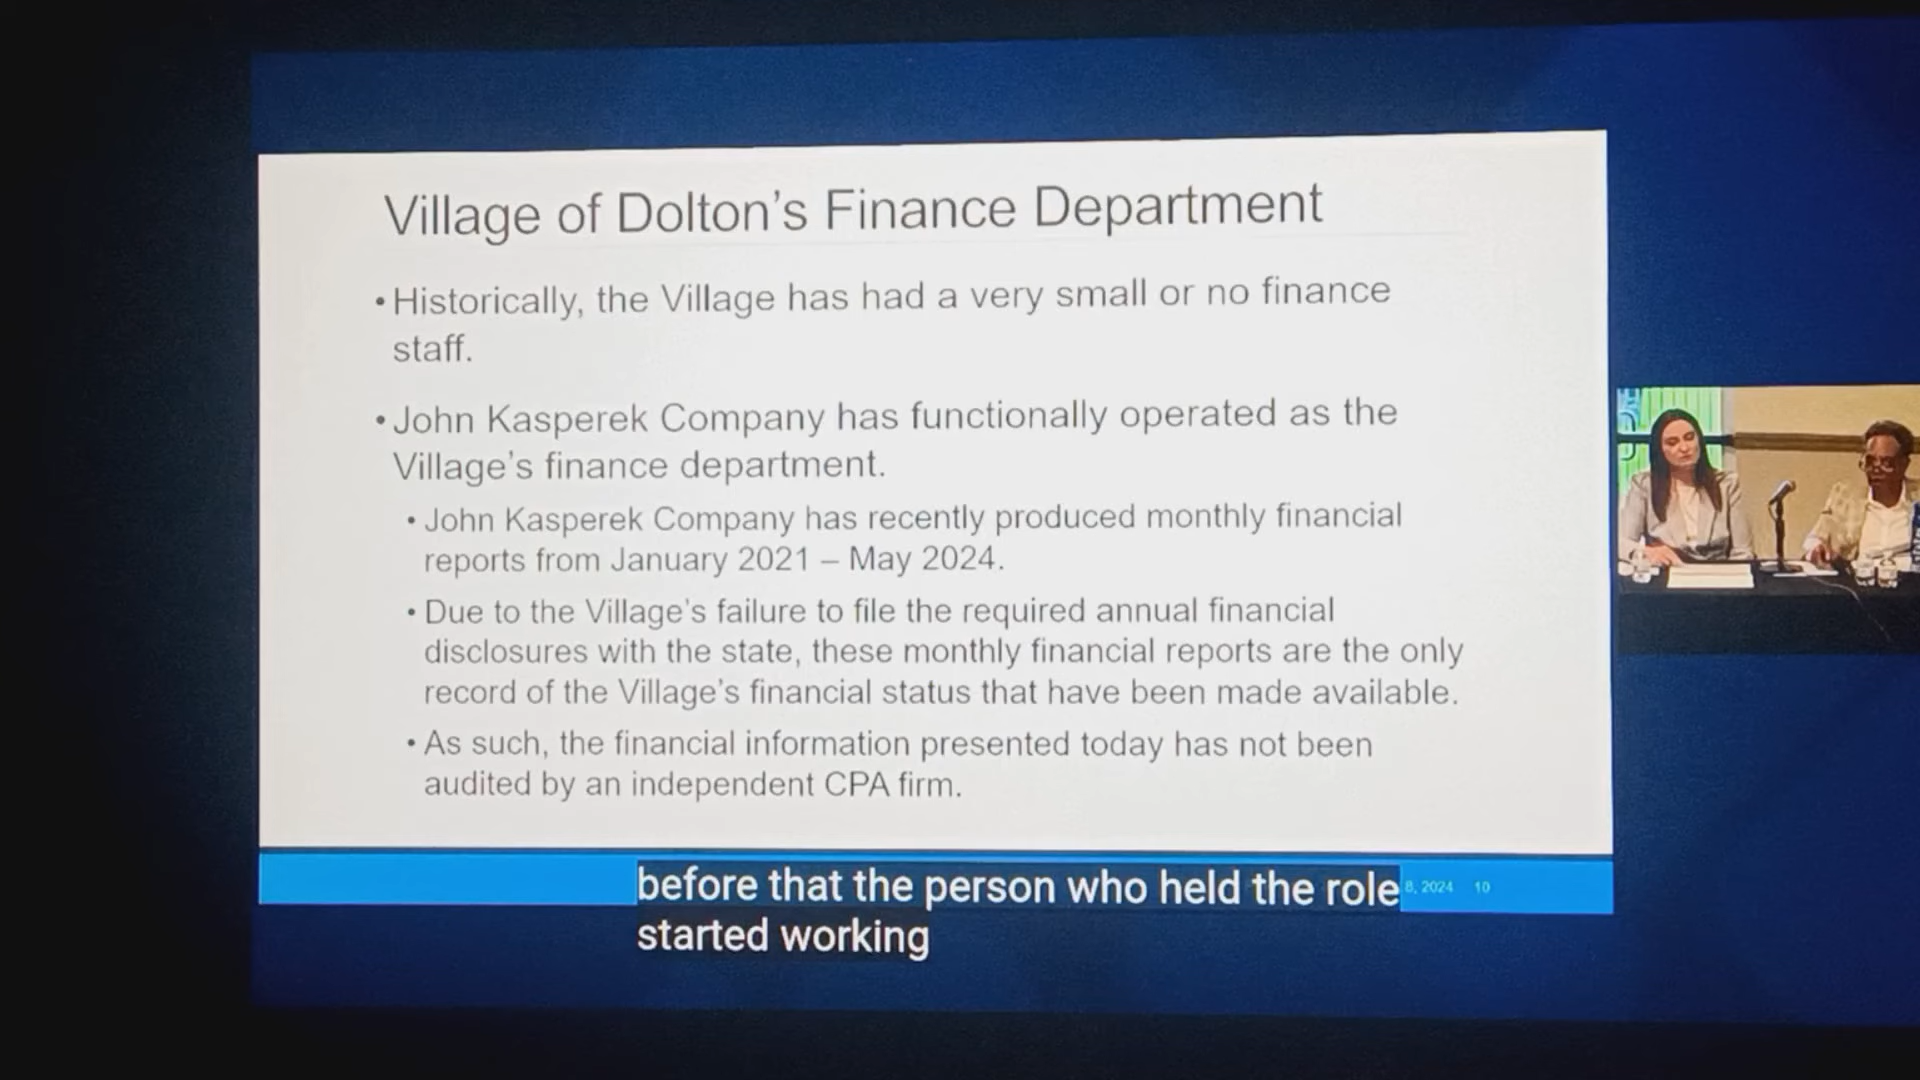 Village of Dolton's Finance Department
• Historically, the Village has had a very small or no finance
staff.
• John Kasperek Company has functionally operated as the
Village's finance department.
• John Kasperek Company has recently produced monthly financial
reports from January 2021 – May 2024.
• Due to the Village's failure to file the required annual financial
disclosures with the state, these monthly financial reports are the only
record of the Village's financial status that have been made available.
• As such, the financial information presented today has not been
audited by an independent CPA firm.
before that the person who held the role
8, 2024 10
started working